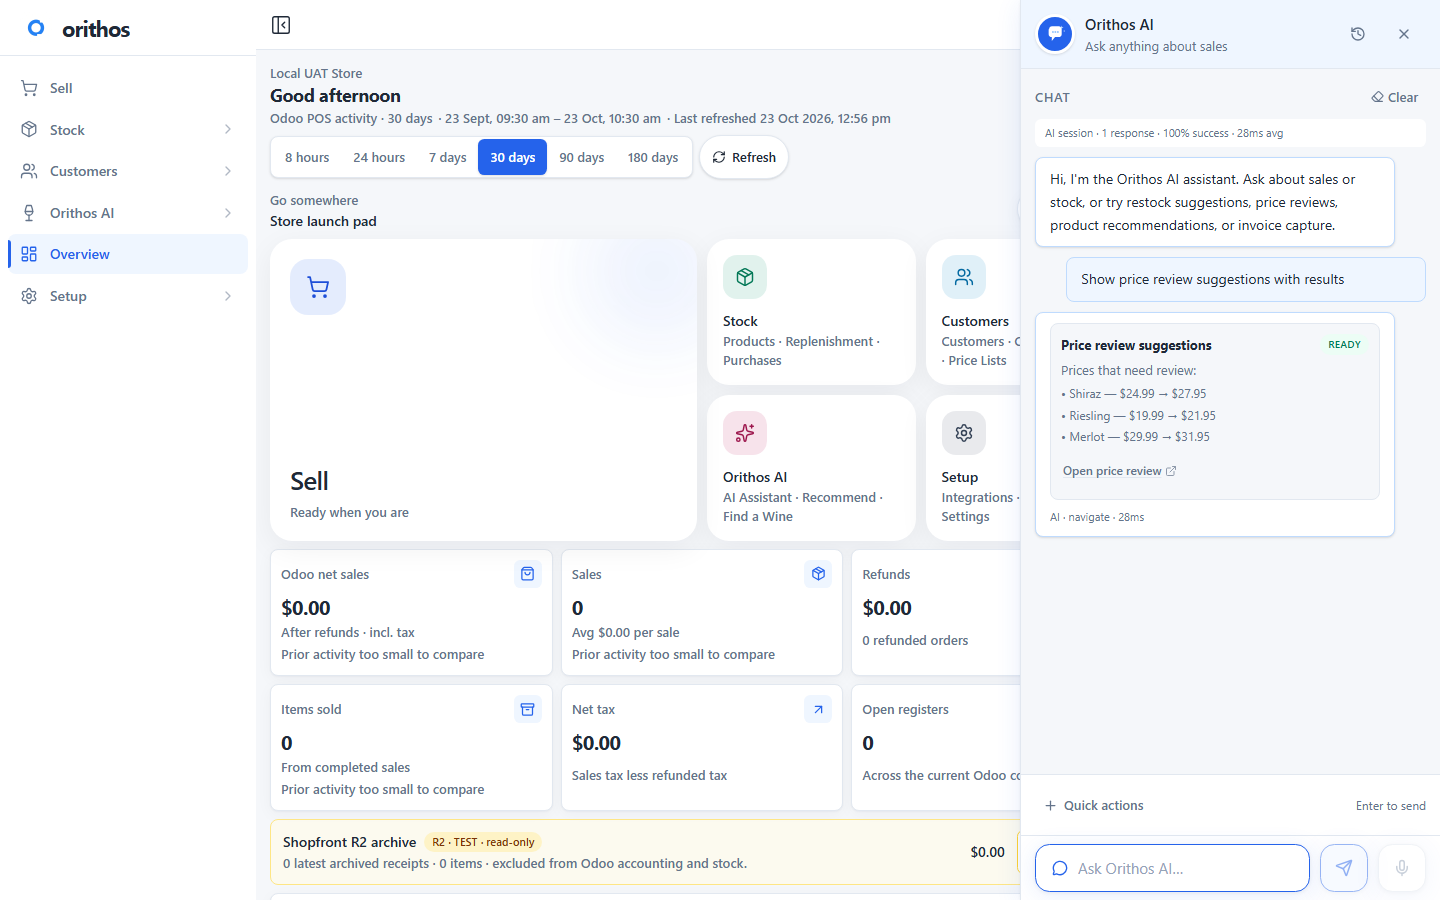 orithos
Sell
Stock
Customers
Orithos AI
Overview
Setup
Local UAT Store
Good afternoon
Odoo POS activity · 30 days · 23 Sept, 09:30 am – 23 Oct, 10:30 am · Last refreshed 23 Oct 2026, 12:56 pm
8 hours 24 hours 7 days 30 days 90 days 180 days Refresh
Go somewhere
Store launch pad
Sell
Ready when you are
Stock
Products · Replenishment ·
Purchases
Customers
Customers ·
· Price Lists
Orithos AI
AI Assistant · Recommend ·
Find a Wine
Setup
Integrations ·
Settings
Odoo net sales
$0.00
After refunds · incl. tax
Prior activity too small to compare
Sales
0
Avg $0.00 per sale
Prior activity too small to compare
Refunds
$0.00
0 refunded orders
Items sold
0
From completed sales
Prior activity too small to compare
Net tax
$0.00
Sales tax less refunded tax
Open registers
0
Across the current Odoo
Shopfront R2 archive R2 · TEST · read-only
0 latest archived receipts · 0 items · excluded from Odoo accounting and stock.
$0.00
Orithos AI
Ask anything about sales
CHAT
Clear
AI session · 1 response · 100% success · 28ms avg
Hi, I'm the Orithos AI assistant. Ask about sales or
stock, or try restock suggestions, price reviews,
product recommendations, or invoice capture.
Show price review suggestions with results
Price review suggestions READY
Prices that need review:
• Shiraz — $24.99 → $27.95
• Riesling — $19.99 → $21.95
• Merlot — $29.99 → $31.95
Open price review
AI · navigate · 28ms
Quick actions
Enter to send
Ask Orithos AI...